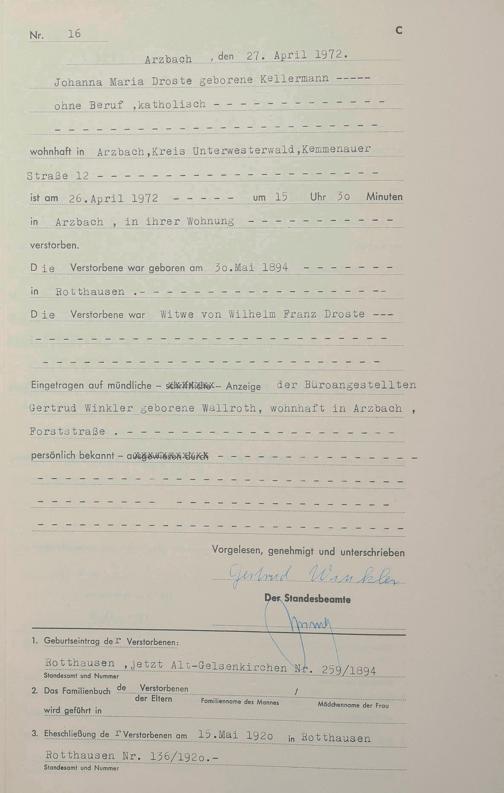 Nr. 16 C
Arzbach , den 27. April 1972.
Johanna Maria Droste geborene Kellermann -----
ohne Beruf ,katholisch - - - - - - - - - - - - -
- - - - - - - - - - - - - - - - - - - - - - - -
wohnhaft in Arzbach,Kreis Unterwesterwald,Kemmenauer
Straße 12 - - - - - - - - - - - - - - - - - - - -
ist am 26.April 1972 - - - - - um 15 Uhr 3o Minuten
in Arzbach , in ihrer Wohnung - - - - - - - - - -
verstorben.
Die Verstorbene war geboren am 3o.Mai 1894 - - - - - - -
in Rotthausen .- - - - - - - - - - - - - - - - --
Die Verstorbene war Witwe von Wilhelm Franz Droste ---
- - - - - - - - - - - - - - - - - - - - - - - - -
- - - - - - - - - - - - - - - - - - - - - - - - -
Eingetragen auf mündliche – schriftliche – Anzeige der Büroangestellten
Gertrud Winkler geborene Wallroth, wohnhaft in Arzbach ,
Forststraße . - - - - - - - - - - - - - - - - - -
persönlich bekannt – ausgewiesen durch - - - - - - - - - - - - -
- - - - - - - - - - - - - - - - - - - - - - - - -
- - - - - - - - - - - - - - - - - - - - - - - - -
- - - - - - - - - - - - - - - - - - - - - - - - -
Vorgelesen, genehmigt und unterschrieben
Gertrud Winkler
Der Standesbeamte
1. Geburtseintrag der Verstorbenen:
Rotthausen ,jetzt Alt-Gelsenkirchen Nr. 259/1894
Standesamt und Nummer
2. Das Familienbuch de Verstorbenen /
der Eltern Familienname des Mannes Mädchenname der Frau
wird geführt in
3. Eheschließung der Verstorbenen am 15.Mai 192o in Rotthausen
Rotthausen Nr. 136/192o.-
Standesamt und Nummer